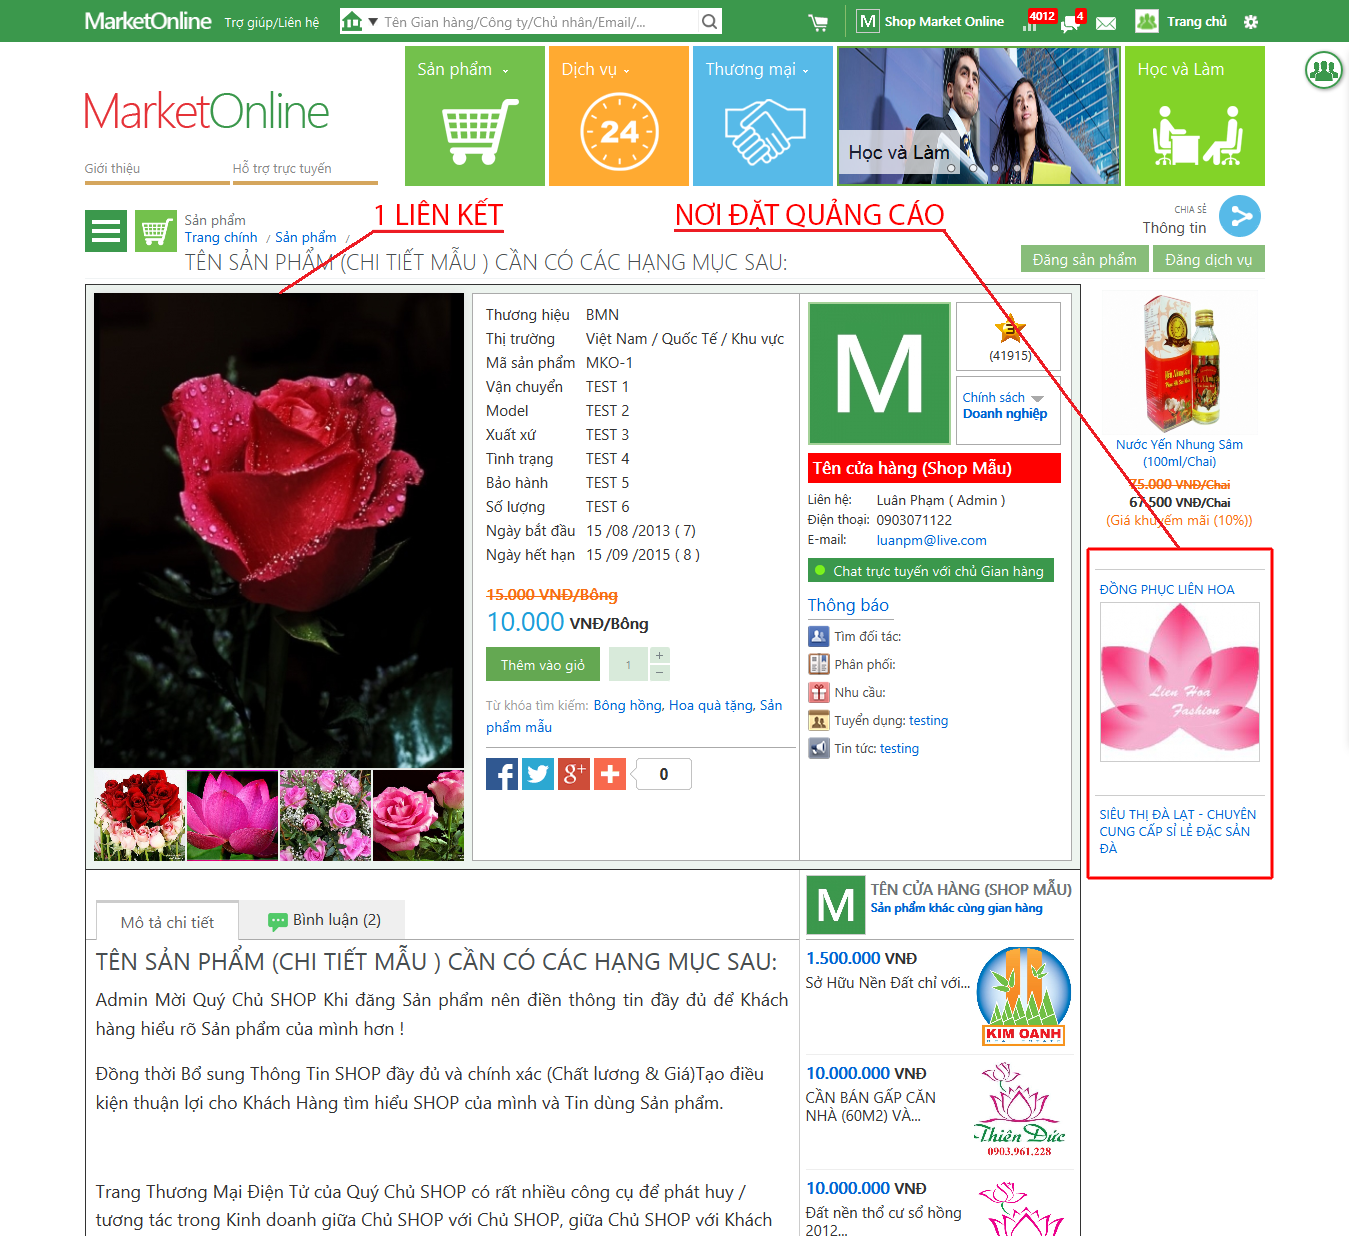 MarketOnline Trợ giúp/Liên hệ Tên Gian hàng/Công ty/Chủ nhân/Email/... M Shop Market Online 4012 4 Trang chủ
Sản phẩm Dịch vụ Thương mại Học và Làm
24
Học và Làm
MarketOnline
Giới thiệu Hỗ trợ trực tuyến
1 LIÊN KẾT NƠI ĐẶT QUẢNG CÁO
CHIA SẺ
Thông tin
Sản phẩm
Trang chính / Sản phẩm /
TÊN SẢN PHẨM (CHI TIẾT MẪU ) CẦN CÓ CÁC HẠNG MỤC SAU:
Đăng sản phẩm Đăng dịch vụ
Thương hiệu BMN
Thị trường Việt Nam / Quốc Tế / Khu vực
Mã sản phẩm MKO-1
Vận chuyển TEST 1
Model TEST 2
Xuất xứ TEST 3
Tình trạng TEST 4
Bảo hành TEST 5
Số lượng TEST 6
Ngày bắt đầu 15 /08 /2013 ( 7)
Ngày hết hạn 15 /09 /2015 ( 8 )
15.000 VNĐ/Bông
10.000 VNĐ/Bông
Thêm vào giỏ 1 + −
Từ khóa tìm kiếm: Bông hồng, Hoa quà tặng, Sản
phẩm mẫu
f g+ + 0
M
3
(41915)
Chính sách
Doanh nghiệp
Tên cửa hàng (Shop Mẫu)
Liên hệ: Luân Phạm ( Admin )
Điện thoại: 0903071122
E-mail: luanpm@live.com
Chat trực tuyến với chủ Gian hàng
Thông báo
Tìm đối tác:
Phân phối:
Nhu cầu:
Tuyển dụng: testing
Tin tức: testing
Nước Yến Nhung Sâm
(100ml/Chai)
75.000 VNĐ/Chai
67.500 VNĐ/Chai
(Giá khuyếm mãi (10%))
ĐỒNG PHỤC LIÊN HOA
Lien Hoa
Fashion
SIÊU THỊ ĐÀ LẠT - CHUYÊN
CUNG CẤP SỈ LẺ ĐẶC SẢN
ĐÀ
Mô tả chi tiết Bình luận (2)
TÊN SẢN PHẨM (CHI TIẾT MẪU ) CẦN CÓ CÁC HẠNG MỤC SAU:
Admin Mời Quý Chủ SHOP Khi đăng Sản phẩm nên điền thông tin đầy đủ để Khách
hàng hiểu rõ Sản phẩm của mình hơn !
Đồng thời Bổ sung Thông Tin SHOP đầy đủ và chính xác (Chất lương & Giá)Tạo điều
kiện thuận lợi cho Khách Hàng tìm hiểu SHOP của mình và Tin dùng Sản phẩm.
Trang Thương Mại Điện Tử của Quý Chủ SHOP có rất nhiều công cụ để phát huy /
tương tác trong Kinh doanh giữa Chủ SHOP với Chủ SHOP, giữa Chủ SHOP với Khách
M TÊN CỬA HÀNG (SHOP MẪU)
Sản phẩm khác cùng gian hàng
1.500.000 VNĐ
Sở Hữu Nền Đất chỉ với...
KIM OANH
10.000.000 VNĐ
CẦN BÁN GẤP CĂN
NHÀ (60M2) VÀ...
Thiên Đức
0903.961.228
10.000.000 VNĐ
Đất nền thổ cư sổ hồng
2012...